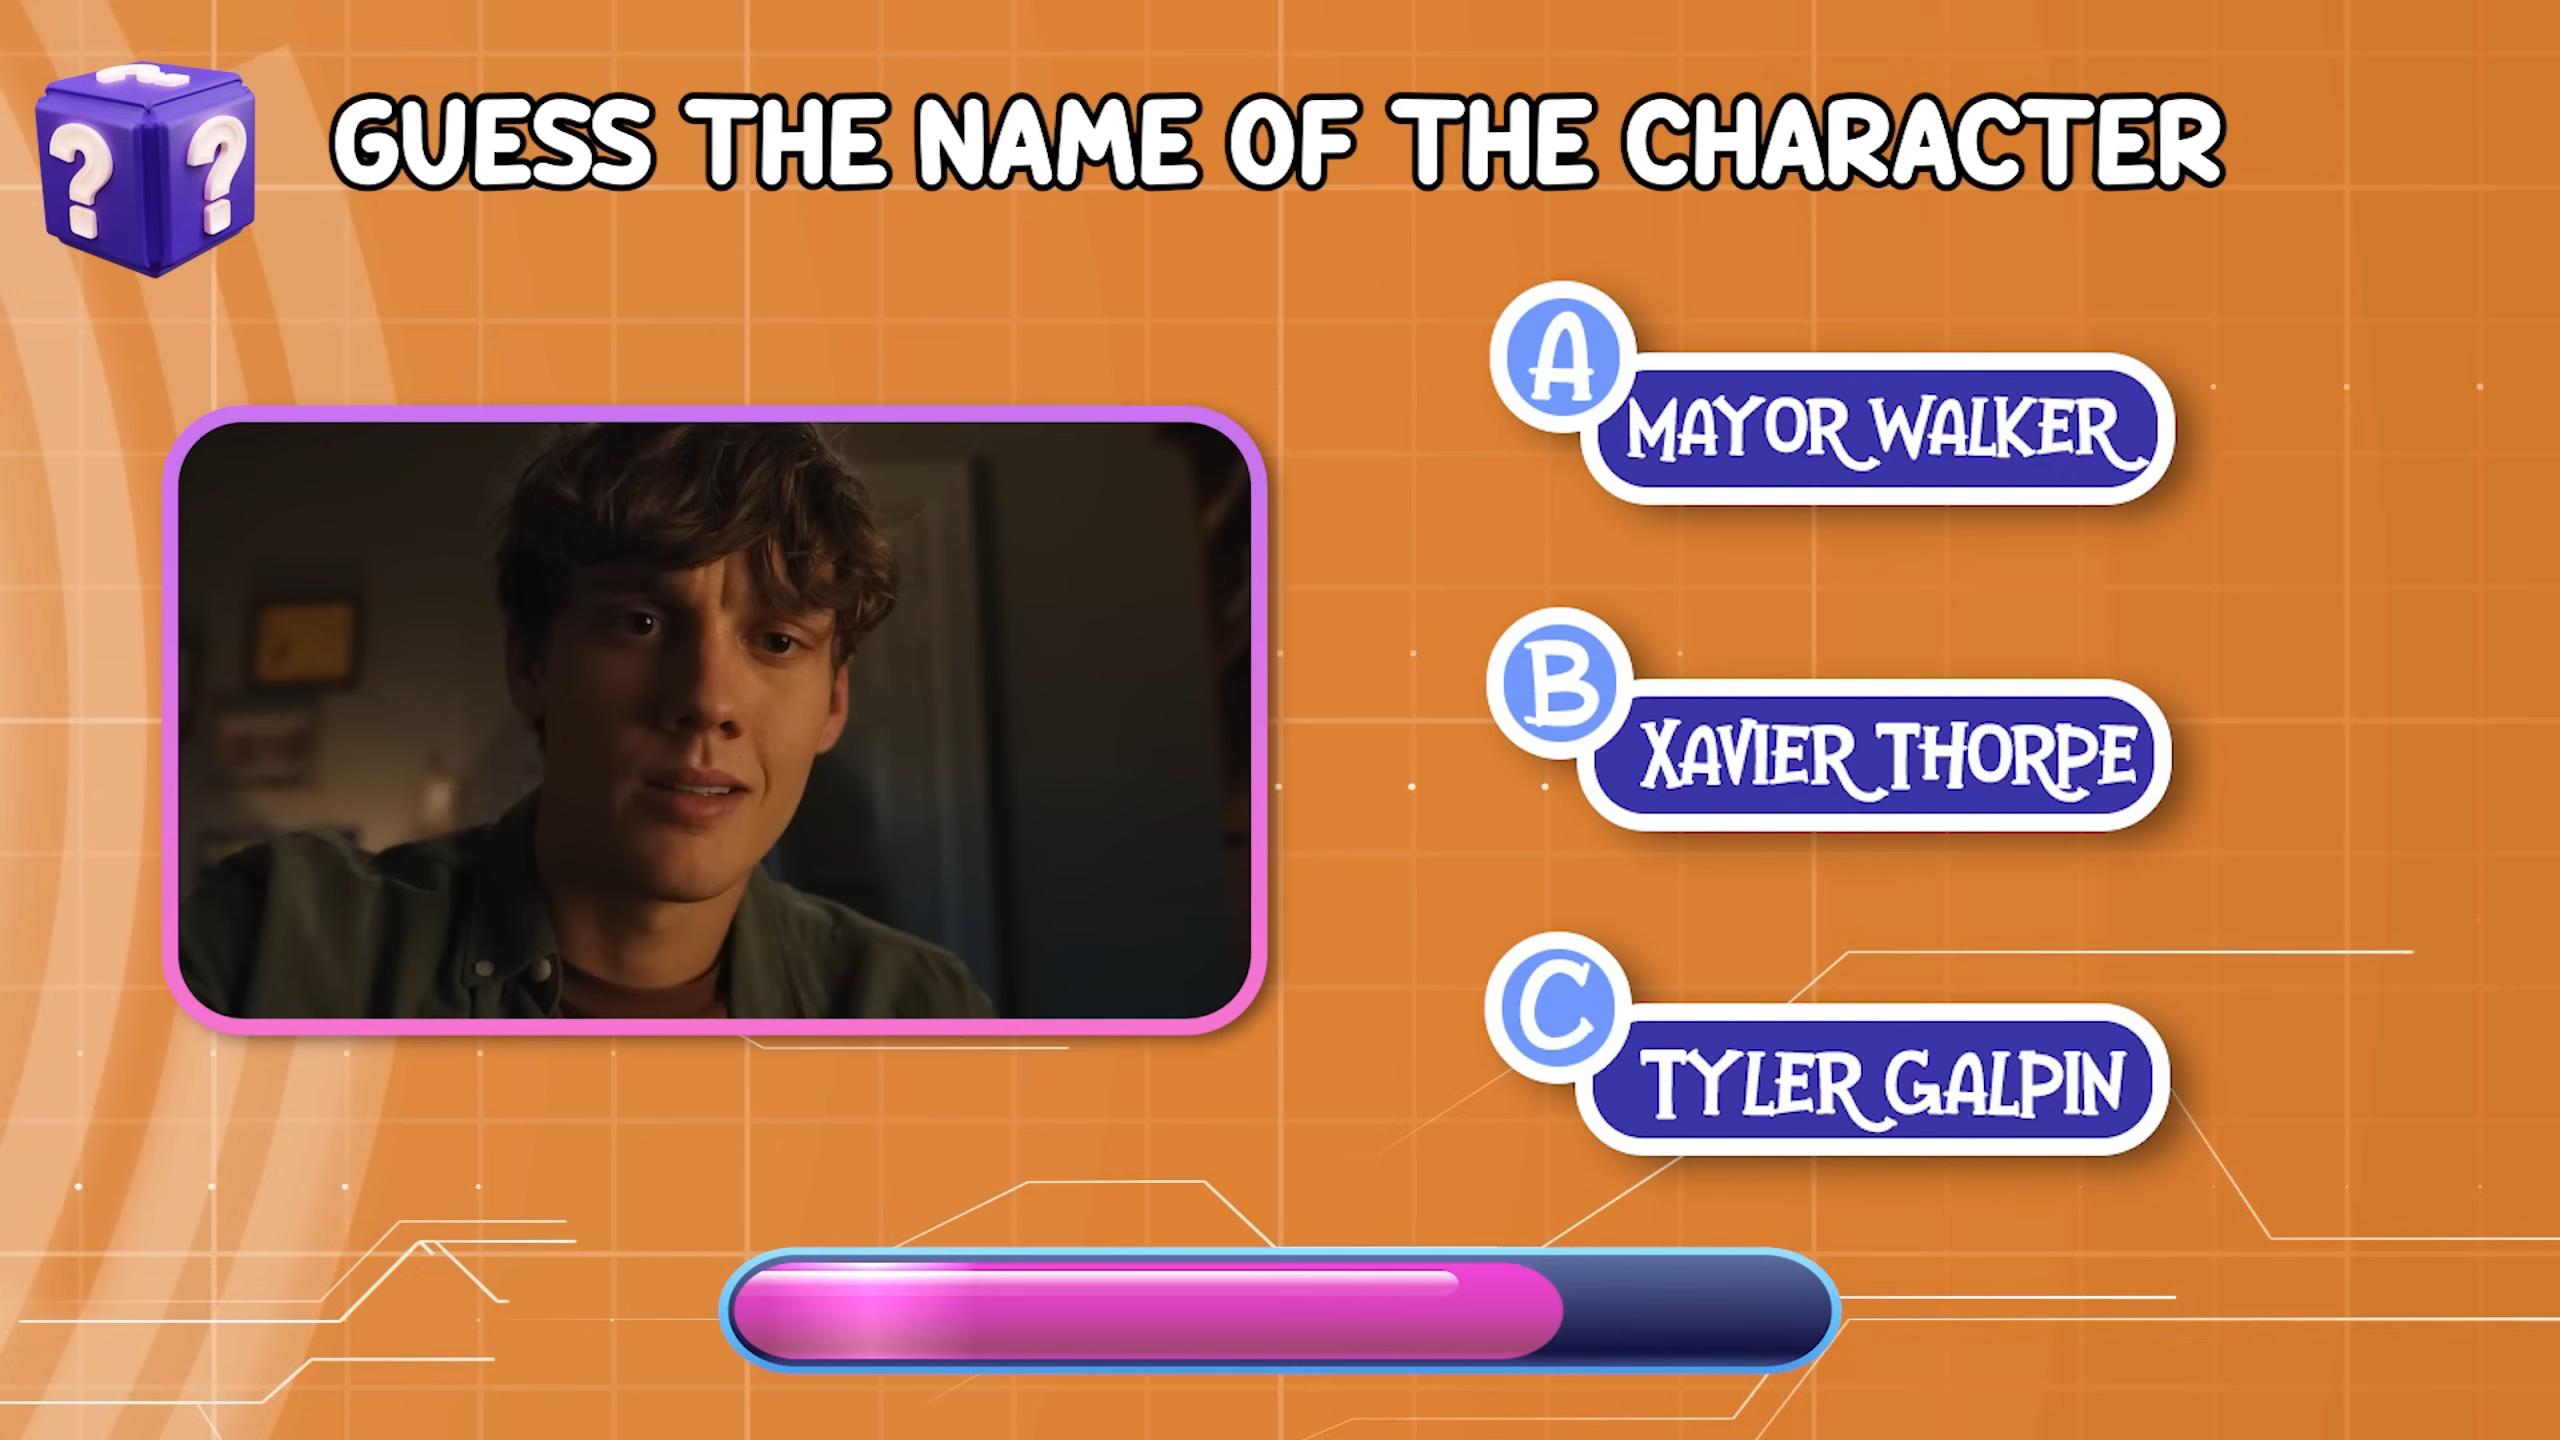 GUESS THE NAME OF THE CHARACTER
A
MAYOR WALKER
B
XAVIER THORPE
C
TYLER GALPIN
? ? ?